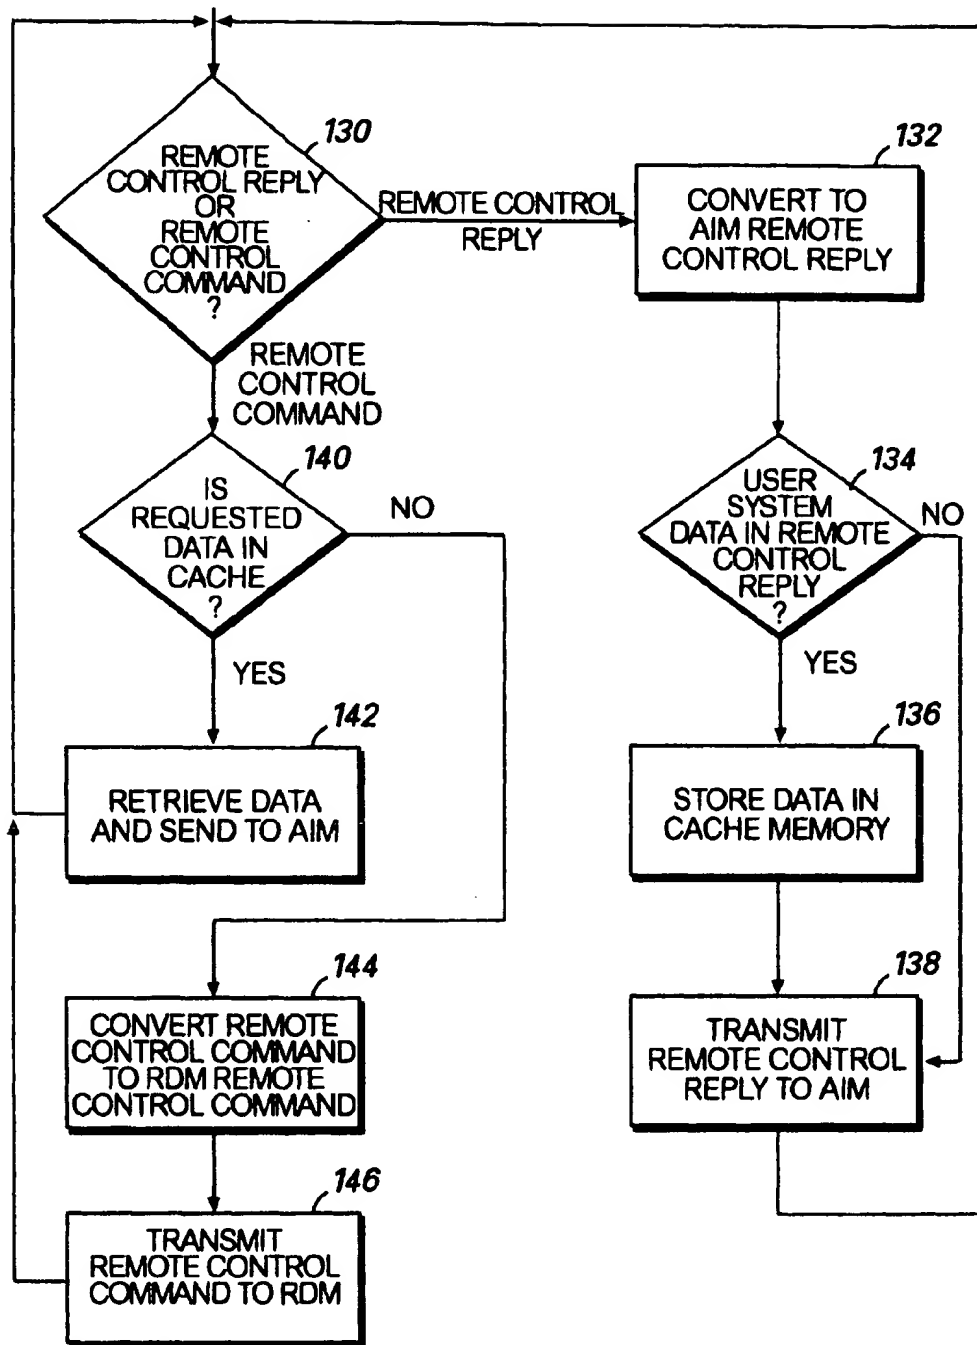 130
REMOTE
CONTROL REPLY
OR
REMOTE
CONTROL
COMMAND
?
REMOTE CONTROL
REPLY
132
CONVERT TO
AIM REMOTE
CONTROL REPLY
REMOTE
CONTROL
COMMAND
140
IS
REQUESTED
DATA IN
CACHE
?
NO
YES
134
USER
SYSTEM
DATA IN REMOTE
CONTROL
REPLY
?
NO
YES
142
RETRIEVE DATA
AND SEND TO AIM
136
STORE DATA IN
CACHE MEMORY
144
CONVERT REMOTE
CONTROL COMMAND
TO RDM REMOTE
CONTROL COMMAND
138
TRANSMIT
REMOTE CONTROL
REPLY TO AIM
146
TRANSMIT
REMOTE CONTROL
COMMAND TO RDM